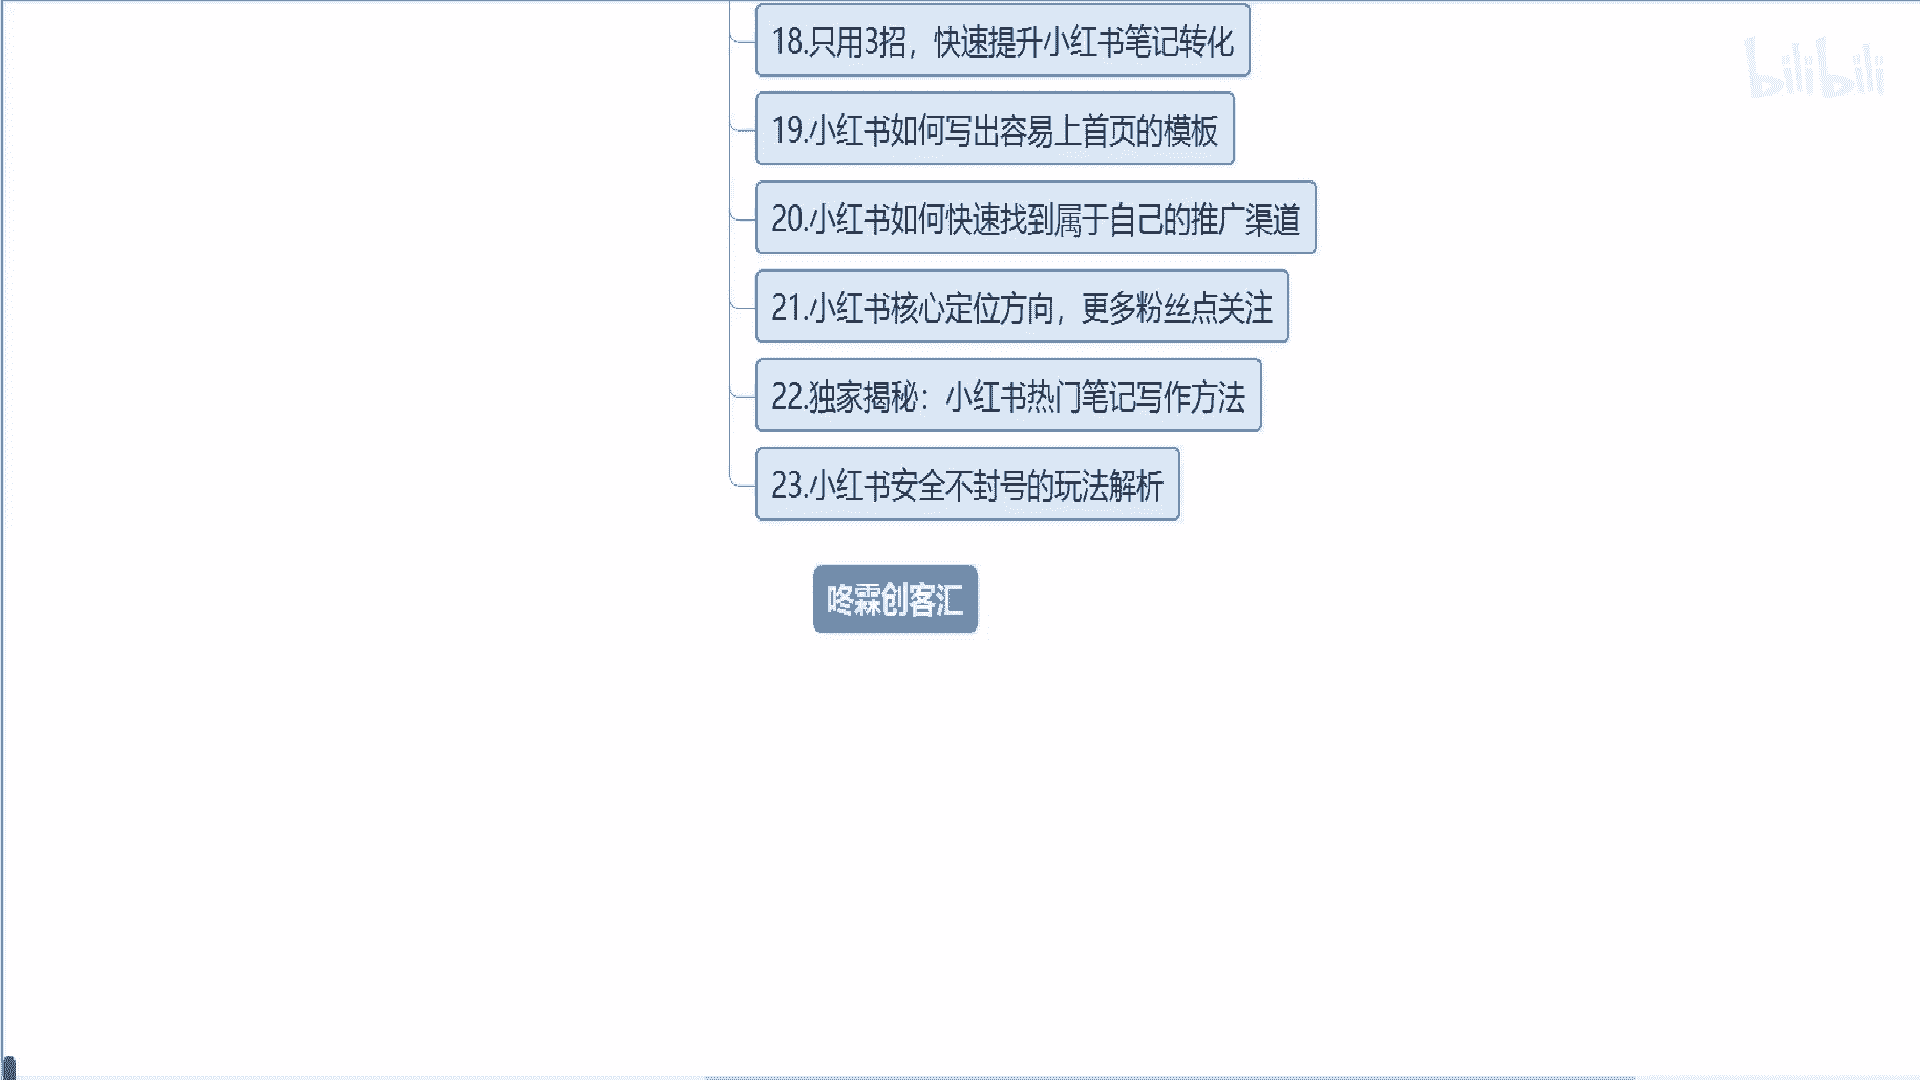 18.只用3招，快速提升小红书笔记转化
bilibili
19.小红书如何写出容易上首页的模板
20.小红书如何快速找到属于自己的推广渠道
21.小红书核心定位方向，更多粉丝点关注
22.独家揭秘：小红书热门笔记写作方法
23.小红书安全不封号的玩法解析
咚霖创客汇